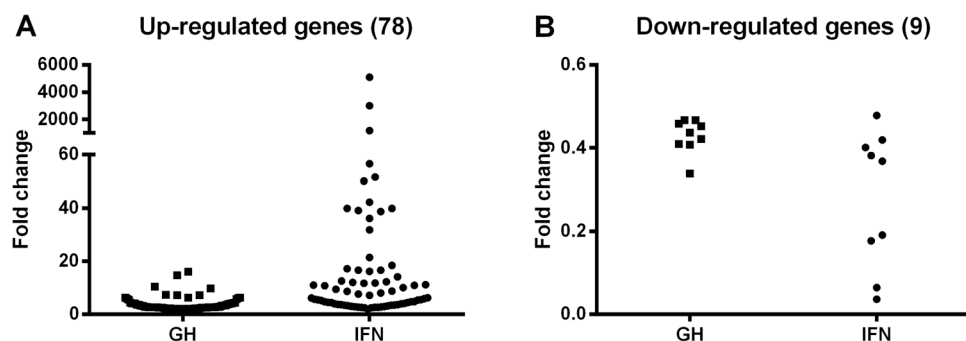 A
Up-regulated genes (78)
Fold change
6000
4000
2000
60
40
20
0
GH
IFN
B
Down-regulated genes (9)
Fold change
0.6
0.4
0.2
0.0
GH
IFN